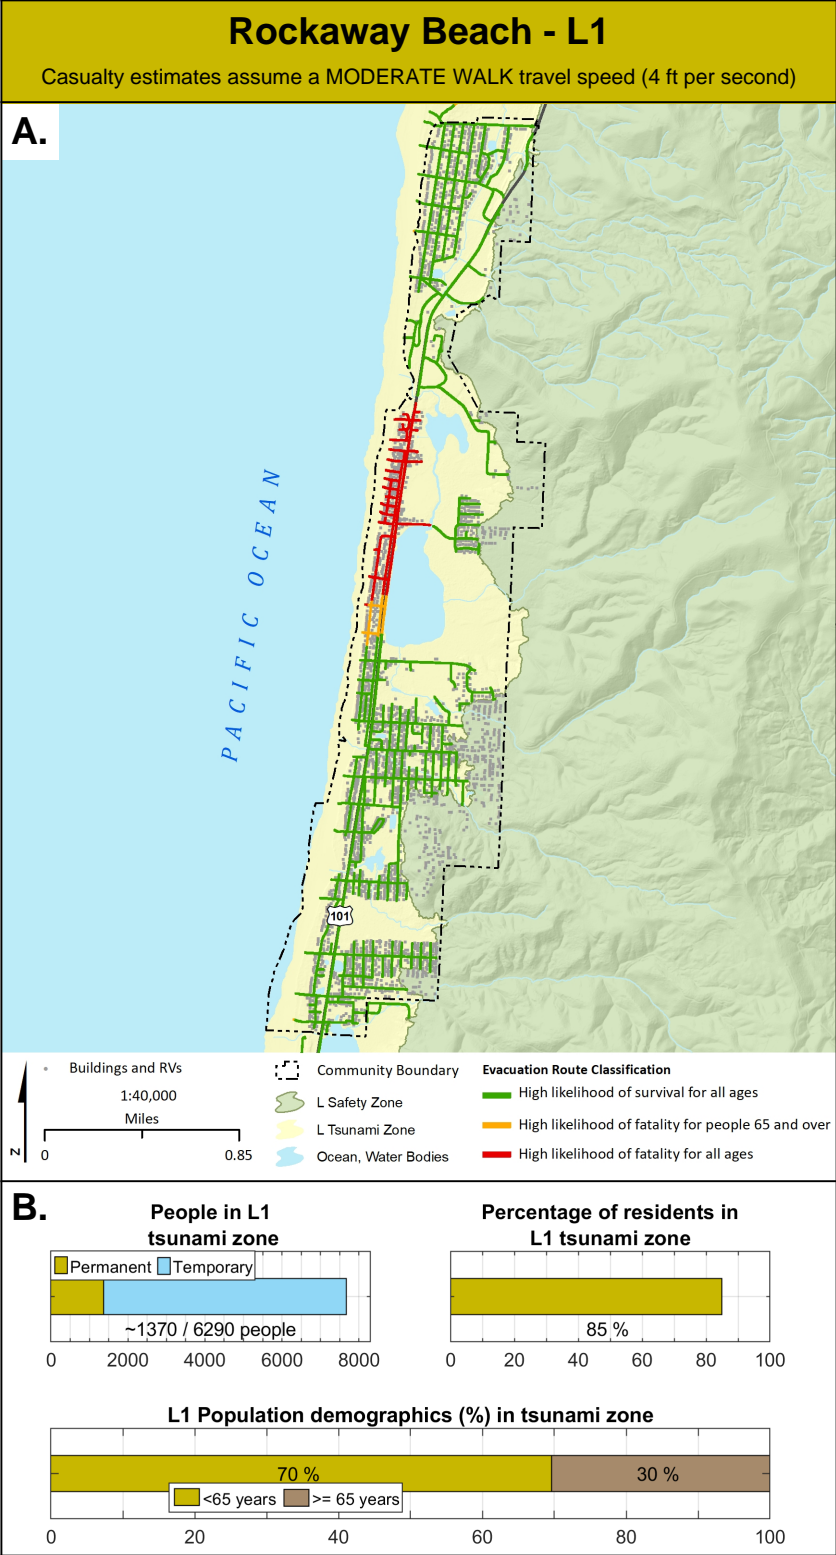 Rockaway Beach - L1
Casualty estimates assume a MODERATE WALK travel speed (4 ft per second)
A.
PACIFIC OCEAN
101
N
Buildings and RVs
1:40,000
Miles
0 0.85
Community Boundary
L Safety Zone
L Tsunami Zone
Ocean, Water Bodies
Evacuation Route Classification
High likelihood of survival for all ages
High likelihood of fatality for people 65 and over
High likelihood of fatality for all ages
B.
People in L1
tsunami zone
Permanent Temporary
~1370 / 6290 people
0 2000 4000 6000 8000
Percentage of residents in
L1 tsunami zone
85 %
0 20 40 60 80 100
L1 Population demographics (%) in tsunami zone
70 % 30 %
<65 years >= 65 years
0 20 40 60 80 100